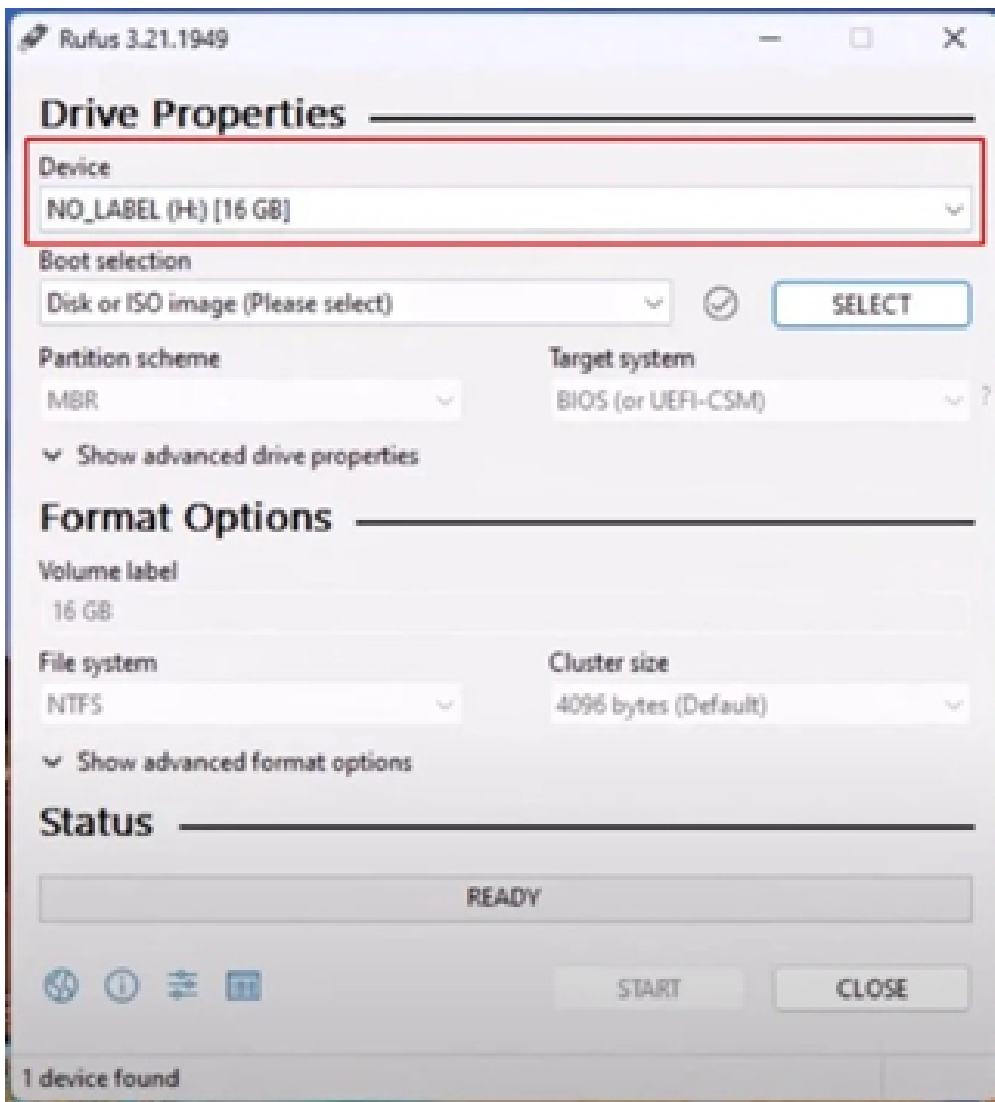 Rufus 3.21.1949
Drive Properties
Device
NO_LABEL (H:) [16 GB]
Boot selection
Disk or ISO image (Please select)
SELECT
Partition scheme
Target system
MBR
BIOS (or UEFI-CSM)
?
Show advanced drive properties
Format Options
Volume label
16 GB
File system
Cluster size
NTFS
4096 bytes (Default)
Show advanced format options
Status
READY
START
CLOSE
1 device found